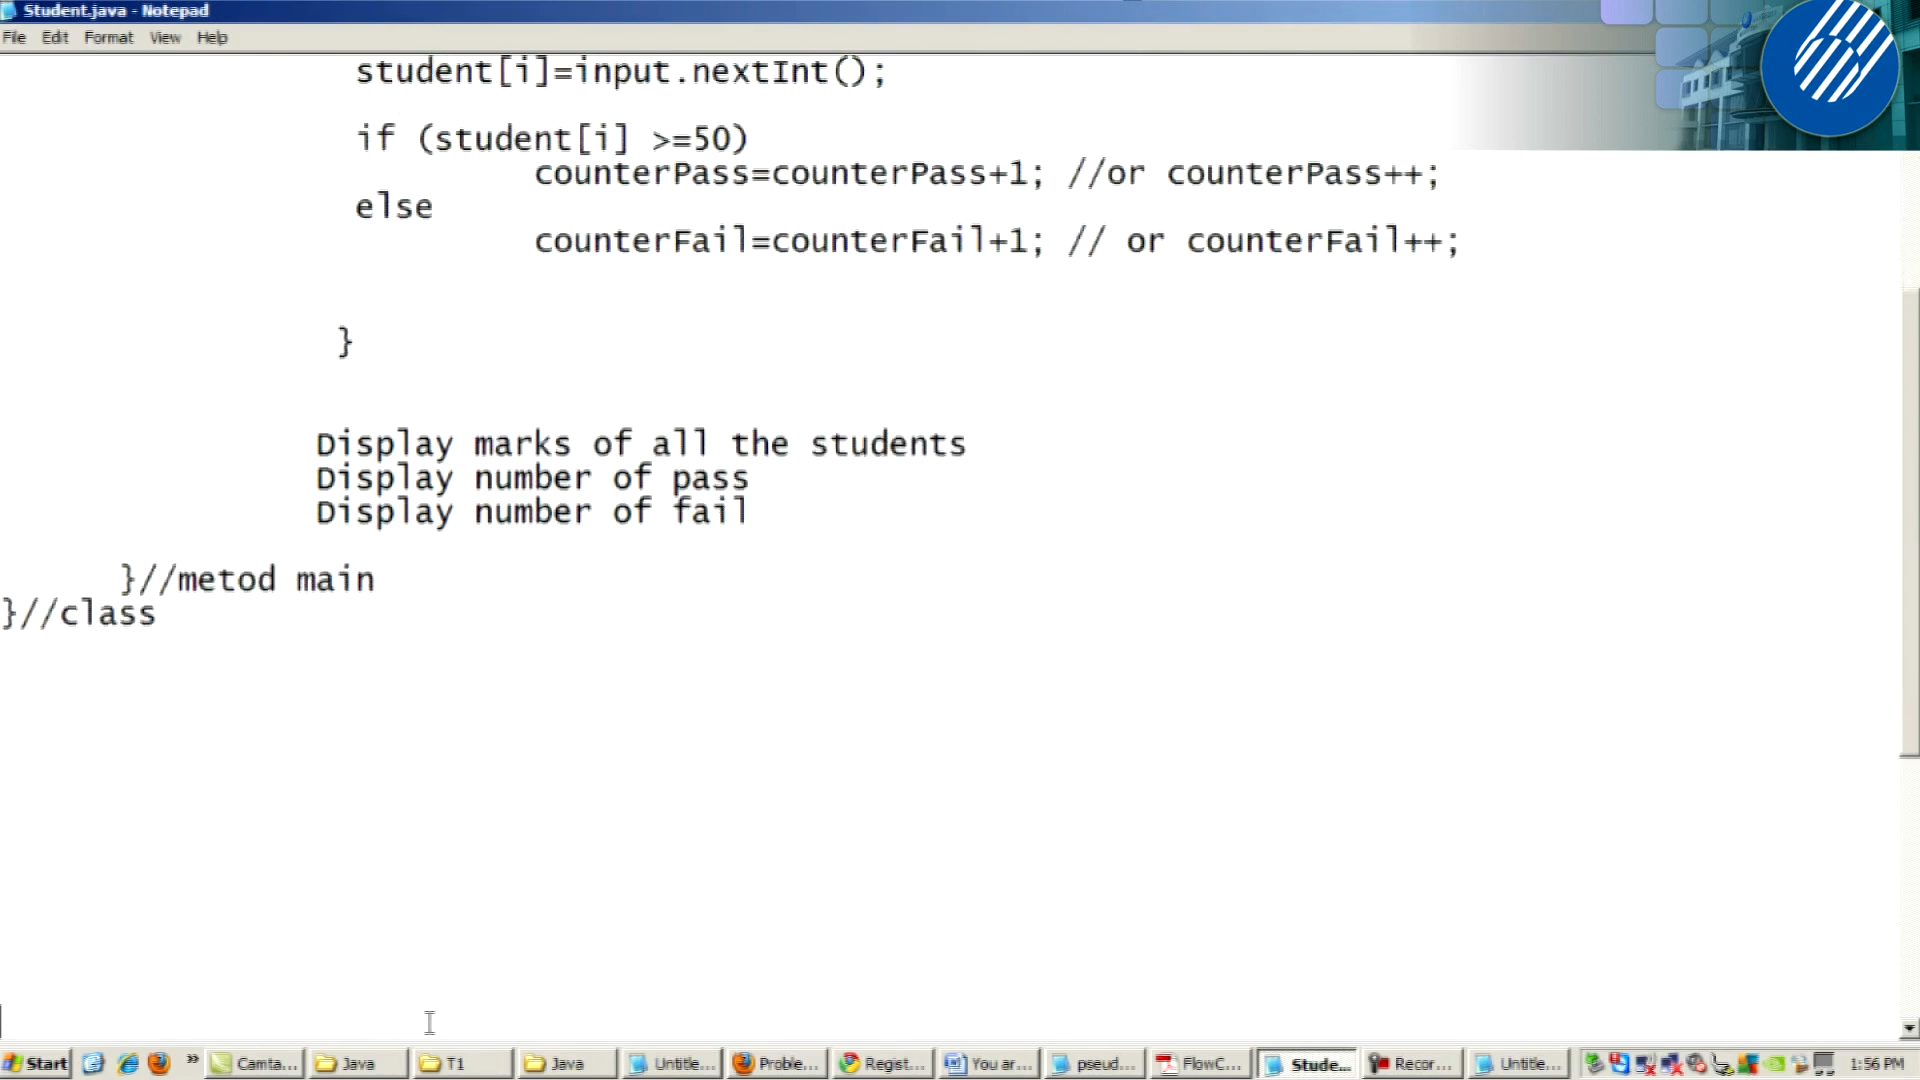 Student.java - Notepad
File Edit Format View Help
student[i]=input.nextInt();
if (student[i] >=50)
counterPass=counterPass+1; //or counterPass++;
else
counterFail=counterFail+1; // or counterFail++;
}
Display marks of all the students
Display number of pass
Display number of fail
}//metod main
}//class
Start » Camta... Java T1 Java Untitle... Proble... Regist... You ar... pseud... FlowC... Stude... Recor... Untitle... 1:56 PM